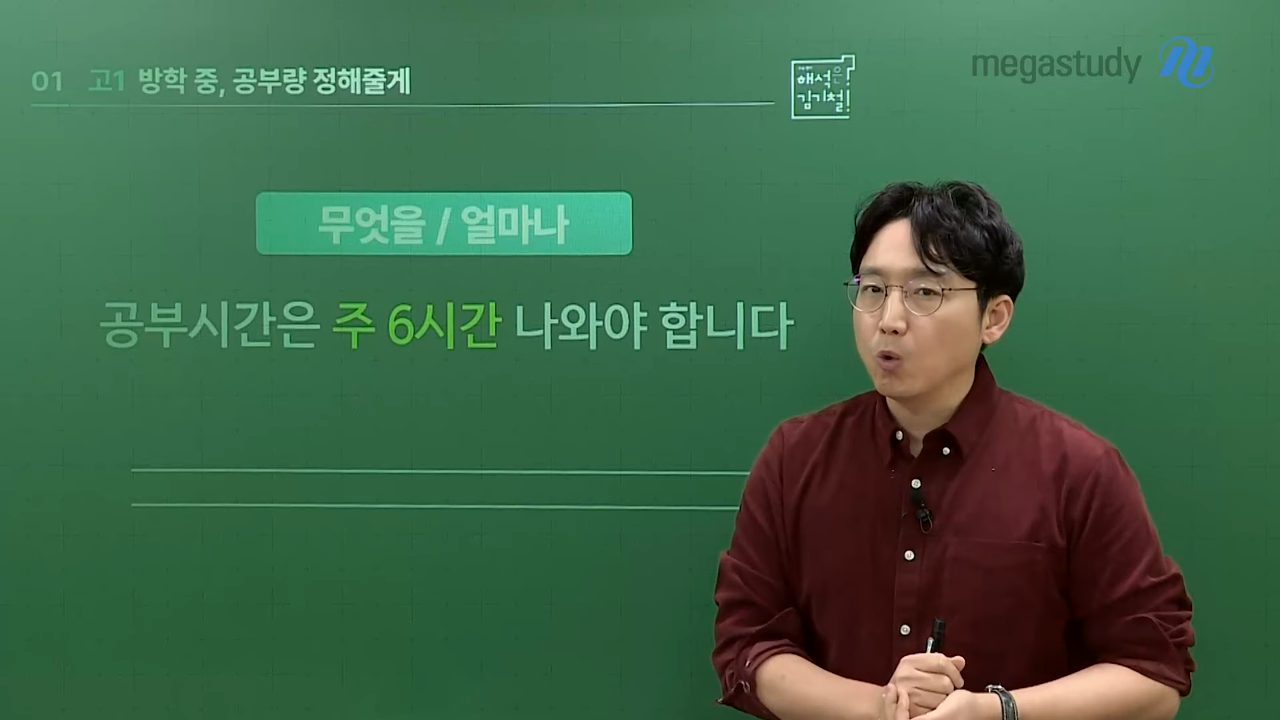 01 고1 방학 중, 공부량 정해줄게
해석은?
김기철!
megastudy
무엇을 / 얼마나
공부시간은 주 6시간 나와야 합니다